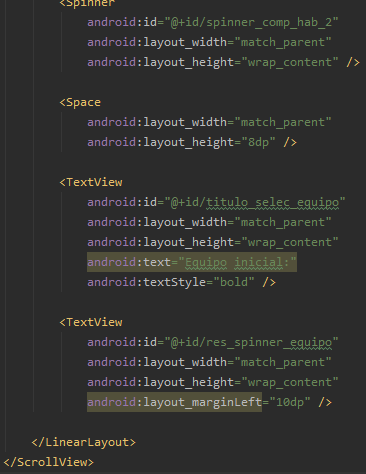 <Spinner
android:id="@+id/spinner_comp_hab_2"
android:layout_width="match_parent"
android:layout_height="wrap_content" />
<Space
android:layout_width="match_parent"
android:layout_height="8dp" />
<TextView
android:id="@+id/titulo_selec_equipo"
android:layout_width="match_parent"
android:layout_height="wrap_content"
android:text="Equipo inicial:"
android:textStyle="bold" />
<TextView
android:id="@+id/res_spinner_equipo"
android:layout_width="match_parent"
android:layout_height="wrap_content"
android:layout_marginLeft="10dp" />
</LinearLayout>
</ScrollView>